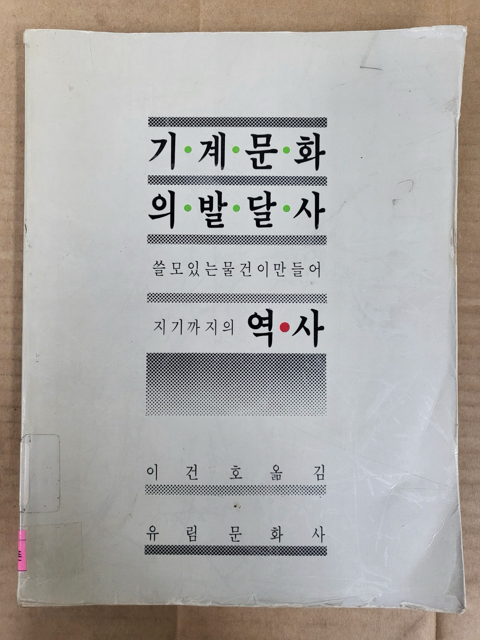 기·계·문·화
의·발·달·사
쓸모있는물건이만들어
지기까지의 역·사
이건호옮김
유림문화사